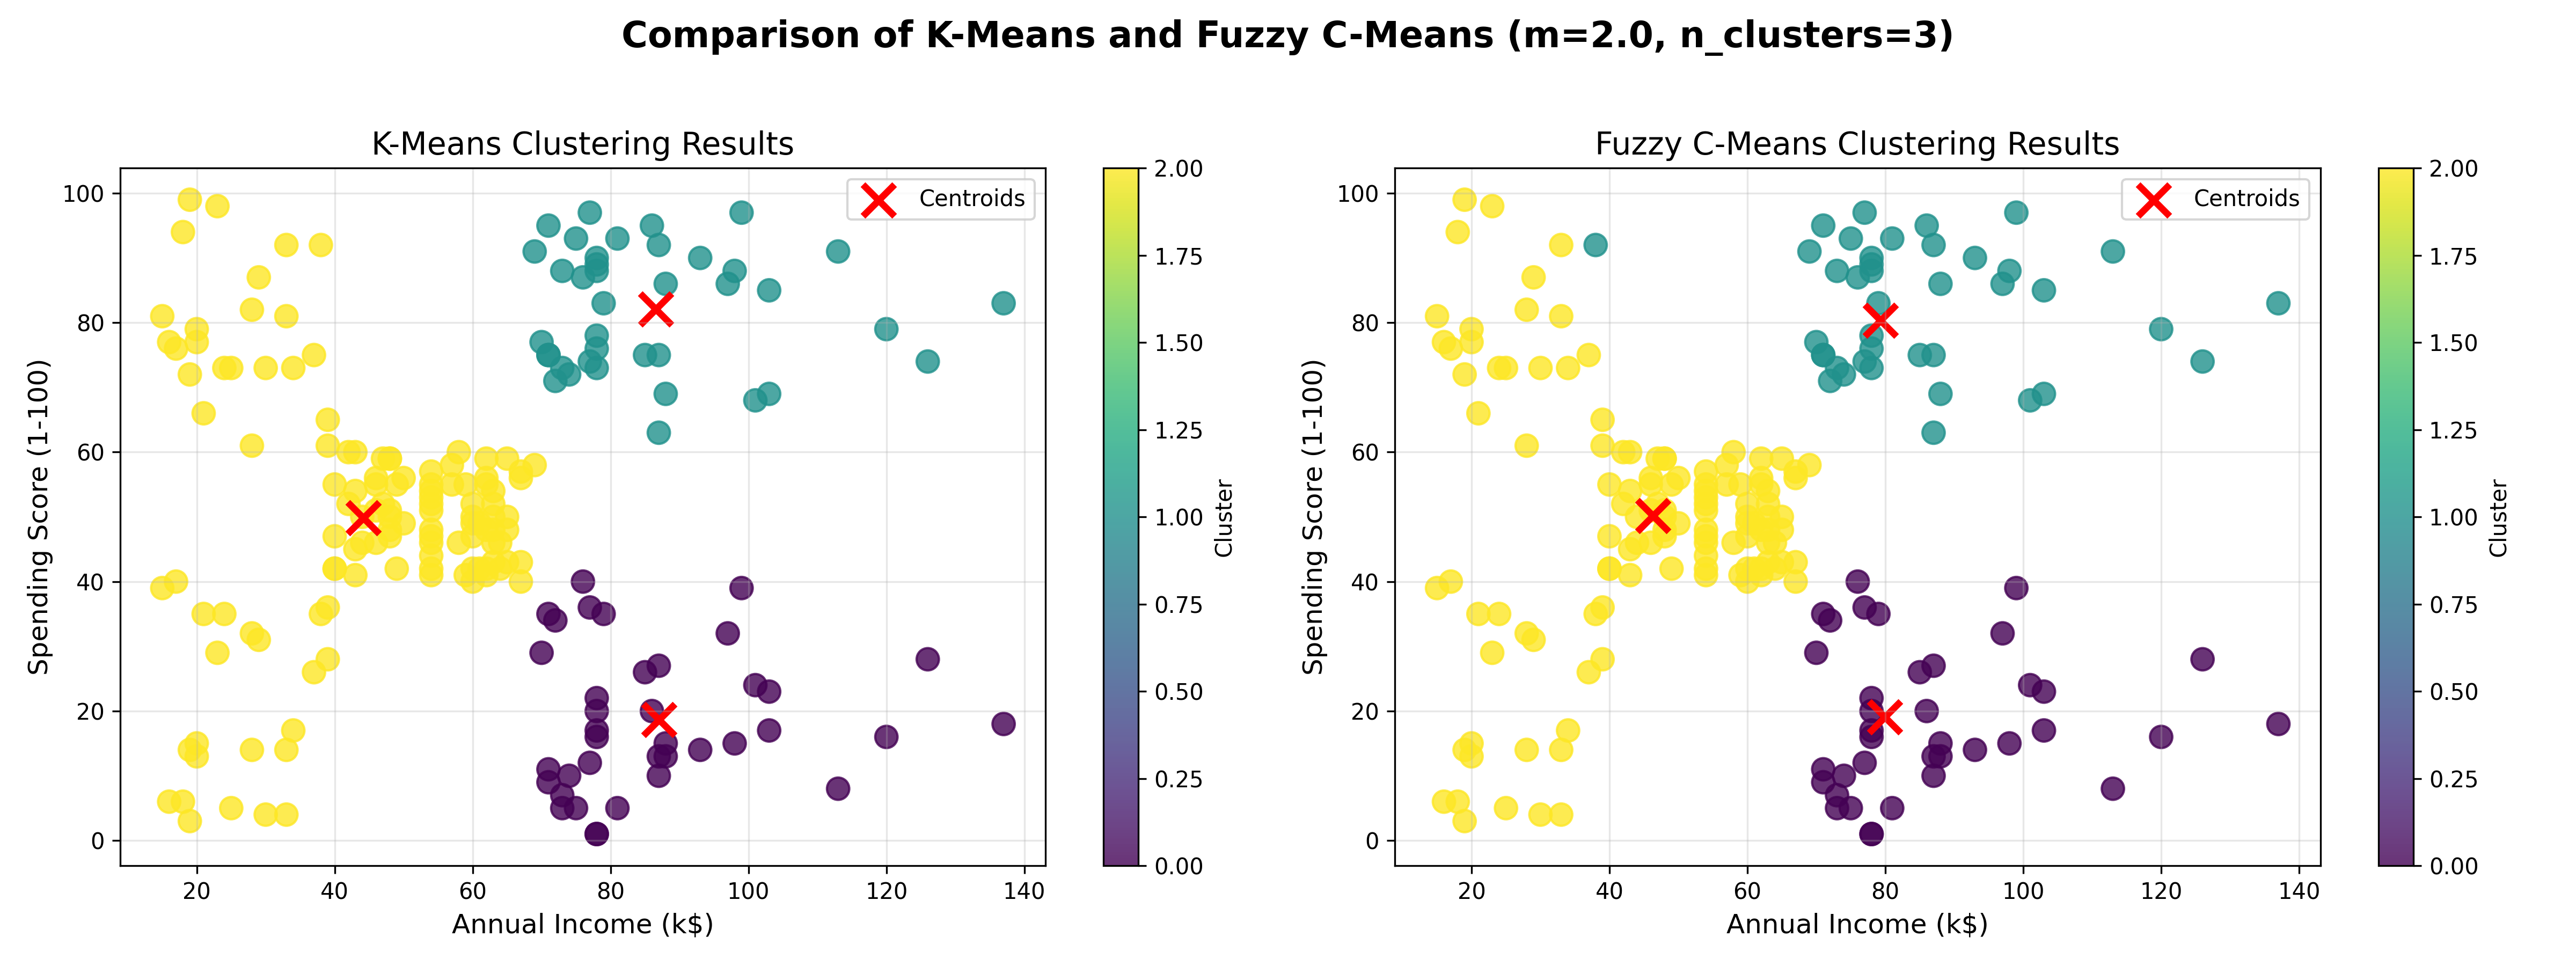 Comparison of K-Means and Fuzzy C-Means (m=2.0, n_clusters=3)
K-Means Clustering Results
Centroids
100
80
60
40
20
0
20 40 60 80 100 120 140
Annual Income (k$)
Spending Score (1-100)
2.00
1.75
1.50
1.25
1.00
0.75
0.50
0.25
0.00
Cluster
Fuzzy C-Means Clustering Results
Centroids
100
80
60
40
20
0
20 40 60 80 100 120 140
Annual Income (k$)
Spending Score (1-100)
2.00
1.75
1.50
1.25
1.00
0.75
0.50
0.25
0.00
Cluster